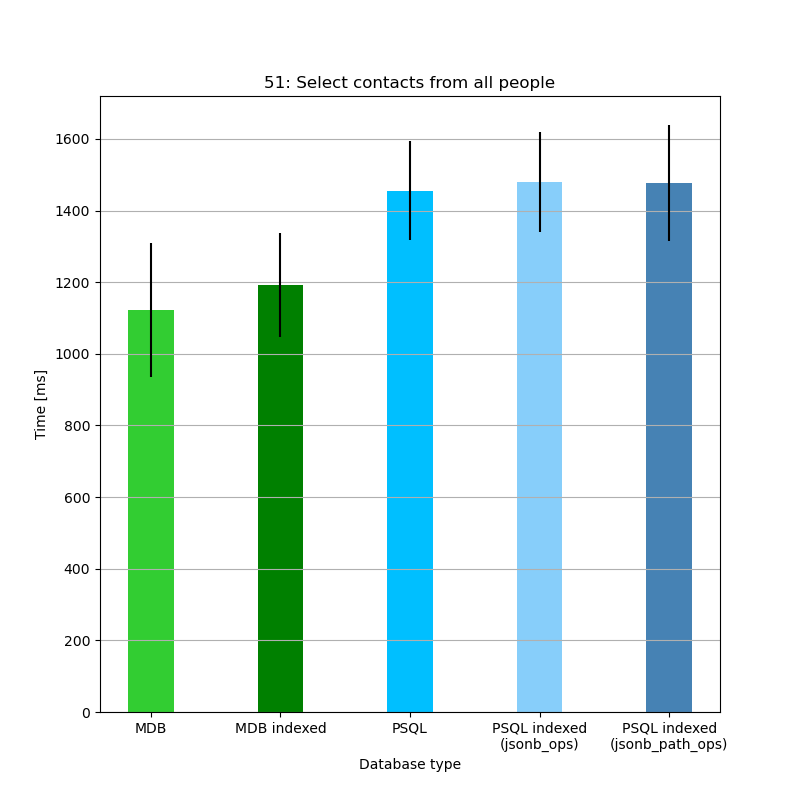 51: Select contacts from all people
Time [ms]
1600
1400
1200
1000
800
600
400
200
0
MDB
MDB indexed
PSQL
PSQL indexed
(jsonb_ops)
PSQL indexed
(jsonb_path_ops)
Database type